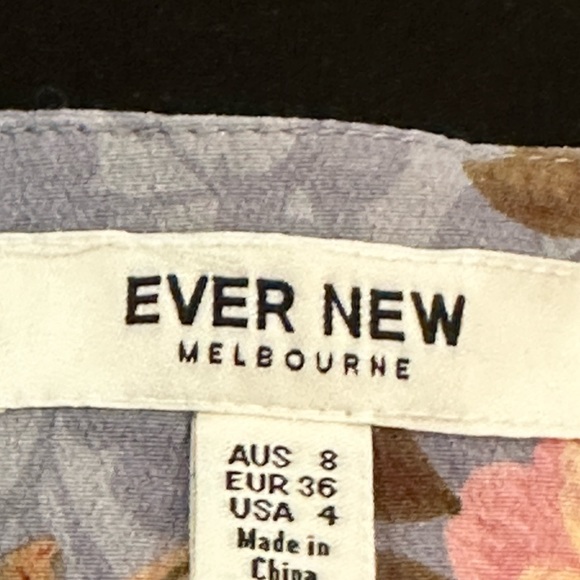 EVER NEW
MELBOURNE
AUS 8
EUR 36
USA 4
Made in
China